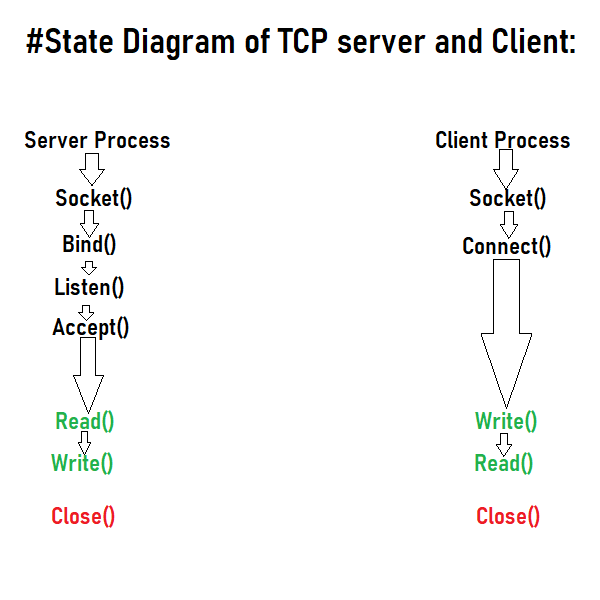 #State Diagram of TCP server and Client:
Server Process
Socket()
Bind()
Listen()
Accept()
Read()
Write()
Close()
Client Process
Socket()
Connect()
Write()
Read()
Close()